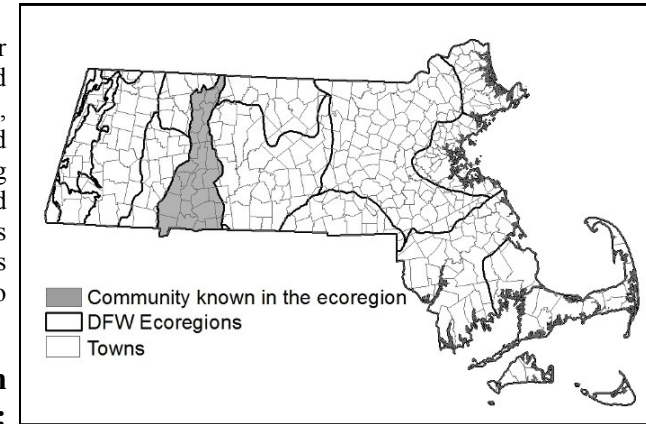 r
d
,
d
g
d
s
s
o
Community known in the ecoregion
DFW Ecoregions
Towns
n
: